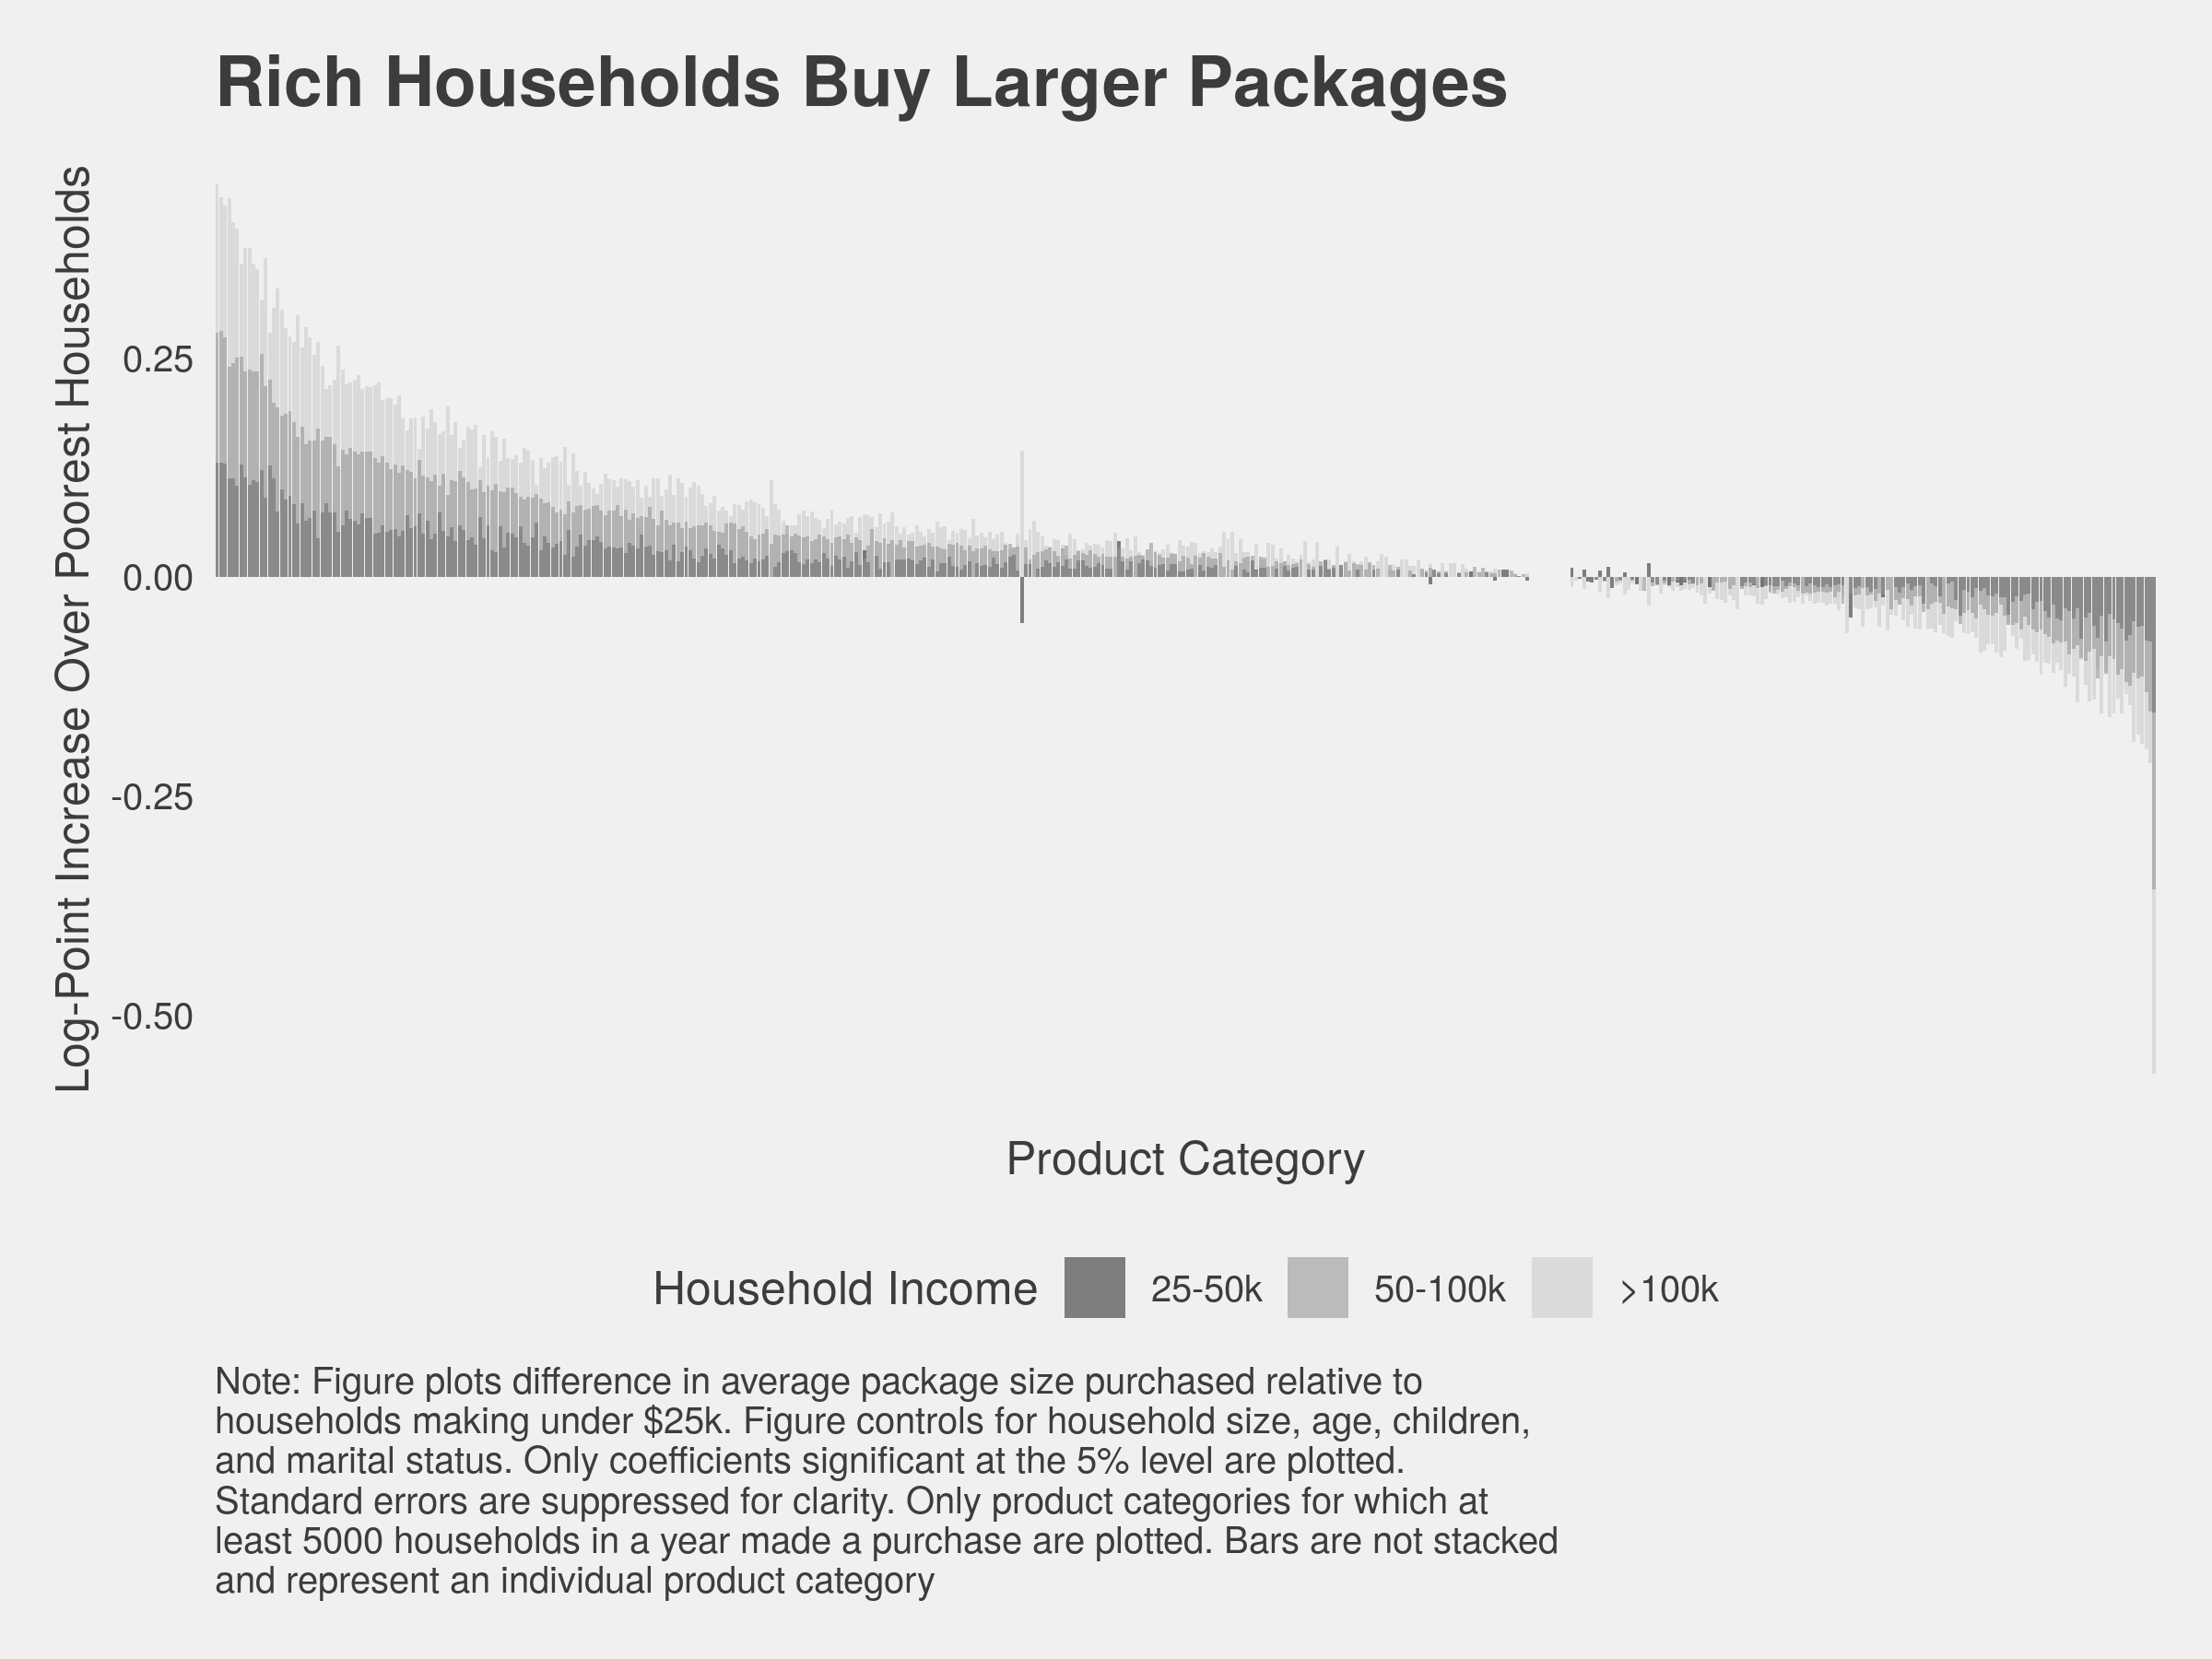 Rich Households Buy Larger Packages
Log-Point Increase Over Poorest Households
0.25
0.00
-0.25
-0.50
Product Category
Household Income 25-50k 50-100k >100k
Note: Figure plots difference in average package size purchased relative to
households making under $25k. Figure controls for household size, age, children,
and marital status. Only coefficients significant at the 5% level are plotted.
Standard errors are suppressed for clarity. Only product categories for which at
least 5000 households in a year made a purchase are plotted. Bars are not stacked
and represent an individual product category